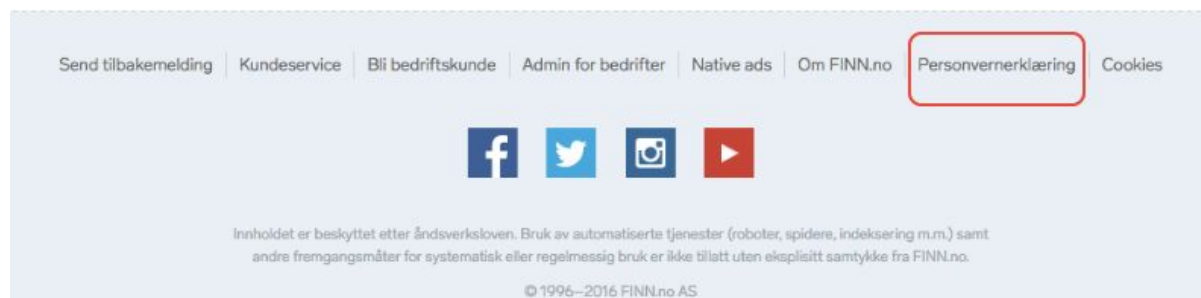 Send tilbakemelding Kundeservice Bli bedriftskunde Admin for bedrifter Native ads Om FINN.no Personvernerklæring Cookies
Innholdet er beskyttet etter åndsverksloven. Bruk av automatiserte tjenester (roboter, spidere, indeksering m.m.) samt
andre fremgangsmåter for systematisk eller regelmessig bruk er ikke tillatt uten eksplisitt samtykke fra FINN.no.
© 1996–2016 FINN.no AS